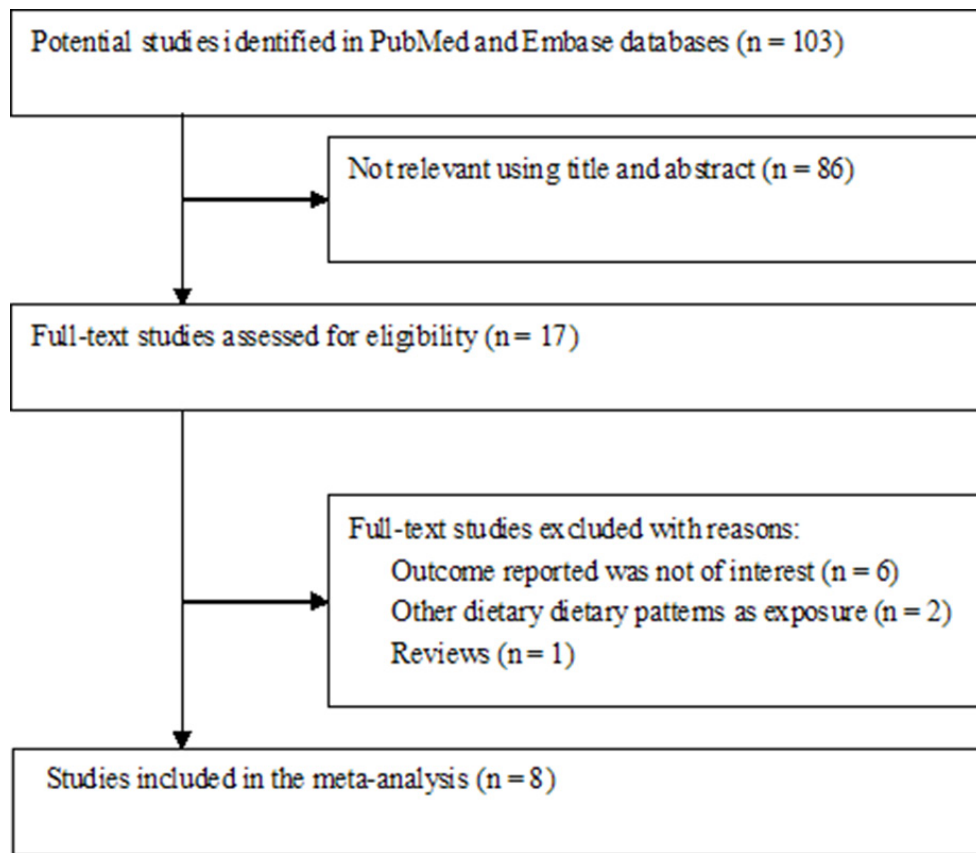 Potential studies identified in PubMed and Embase databases (n = 103)
Not relevant using title and abstract (n = 86)
Full-text studies assessed for eligibility (n = 17)
Full-text studies excluded with reasons:
Outcome reported was not of interest (n = 6)
Other dietary dietary patterns as exposure (n = 2)
Reviews (n = 1)
Studies included in the meta-analysis (n = 8)